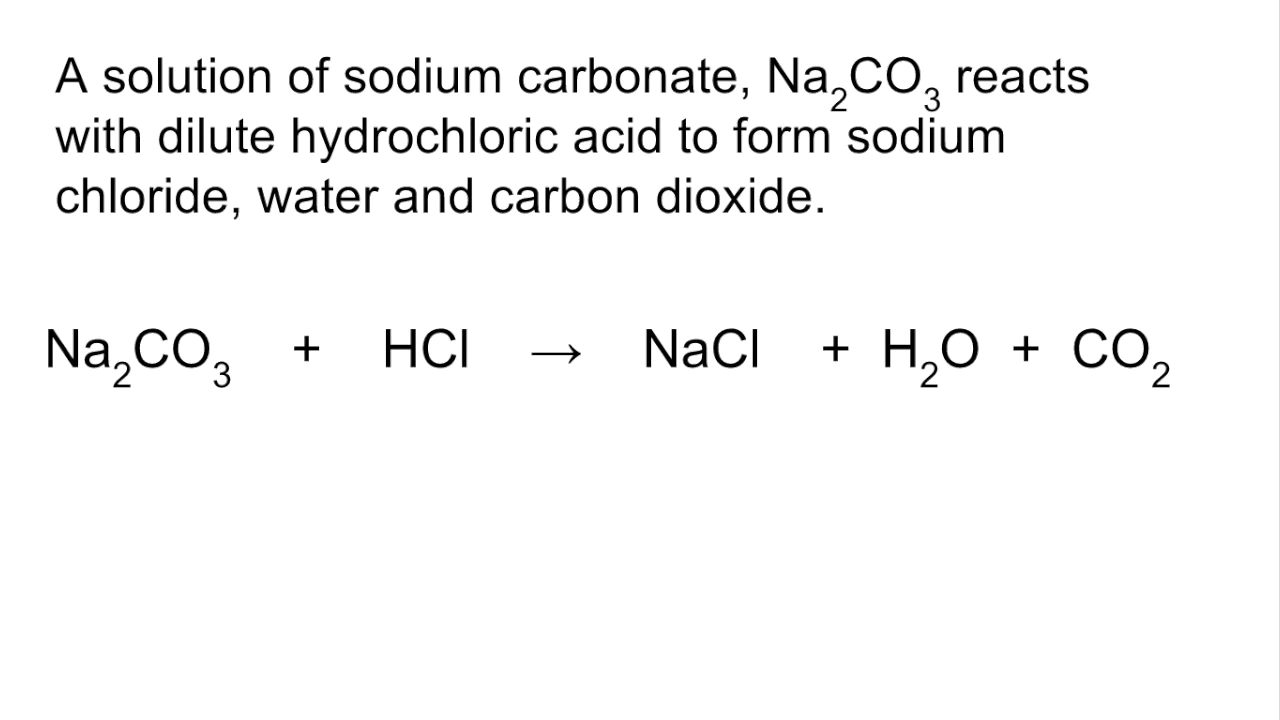 A solution of sodium carbonate, Na₂CO₃ reacts
with dilute hydrochloric acid to form sodium
chloride, water and carbon dioxide.
Na₂CO₃ + HCl → NaCl + H₂O + CO₂